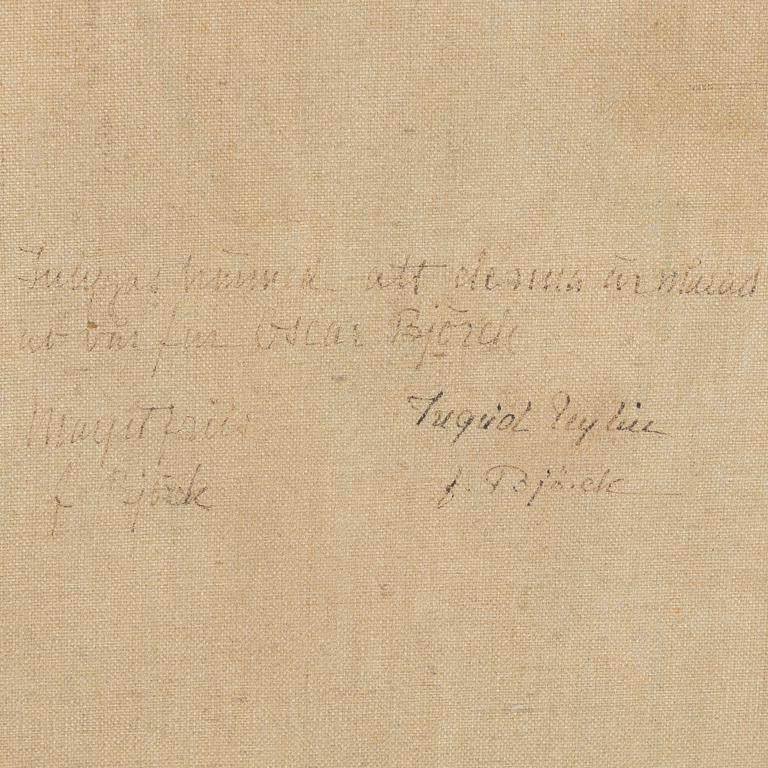 Intygas härmed att denna är målad
av vår far Oscar Björck
Margit
f. Björck
Ingrid
f. Björck